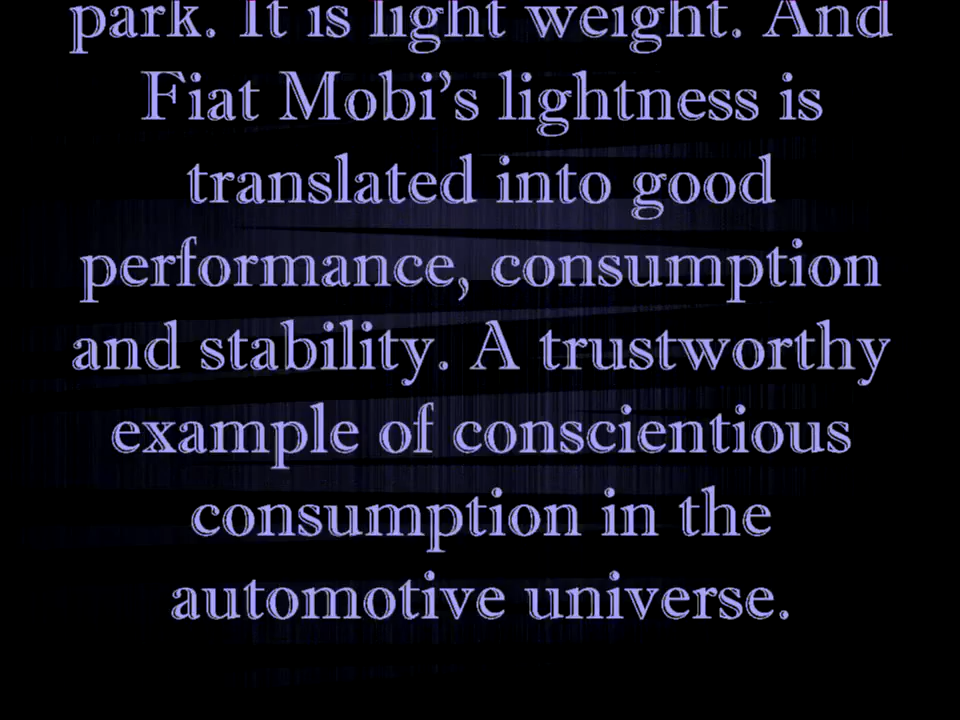 park. It is light weight. And
Fiat Mobi’s lightness is
translated into good
performance, consumption
and stability. A trustworthy
example of conscientious
consumption in the
automotive universe.